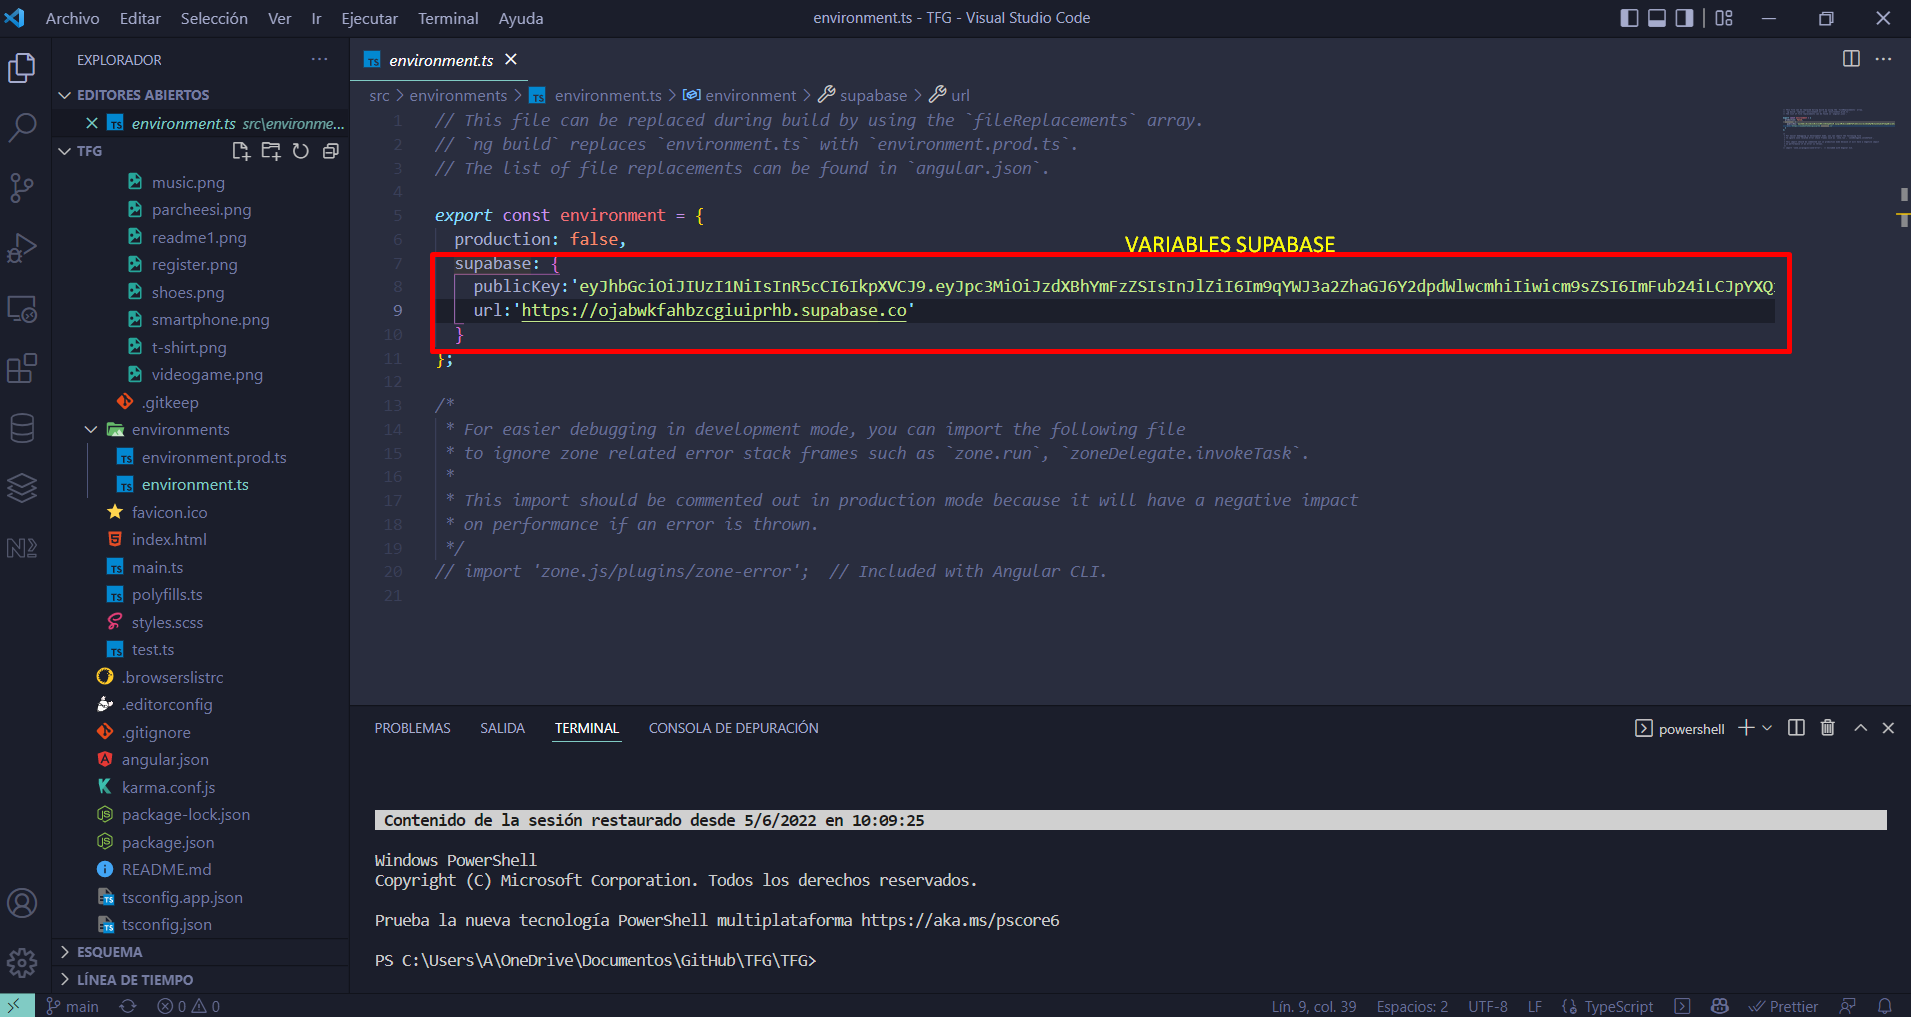 Archivo Editar Selección Ver Ir Ejecutar Terminal Ayuda
environment.ts - TFG - Visual Studio Code
EXPLORADOR
EDITORES ABIERTOS
environment.ts src\environme...
TFG
music.png
parcheesi.png
readme1.png
register.png
shoes.png
smartphone.png
t-shirt.png
videogame.png
.gitkeep
environments
environment.prod.ts
environment.ts
favicon.ico
index.html
main.ts
polyfills.ts
styles.scss
test.ts
.browserslistrc
.editorconfig
.gitignore
angular.json
karma.conf.js
package-lock.json
package.json
README.md
tsconfig.app.json
tsconfig.json
ESQUEMA
LÍNEA DE TIEMPO
environment.ts
src > environments > environment.ts > environment > supabase > url
1 // This file can be replaced during build by using the `fileReplacements` array.
2 // `ng build` replaces `environment.ts` with `environment.prod.ts`.
3 // The list of file replacements can be found in `angular.json`.
4
5 export const environment = {
6 production: false,
VARIABLES SUPABASE
7 supabase: {
8 publicKey:'eyJhbGciOiJIUzI1NiIsInR5cCI6IkpXVCJ9.eyJpc3MiOiJzdXBhYmFzZSIsInJlZiI6Im9qYWJ3a2ZhaGJ6Y2dpdWlwcmhiIiwicm9sZSI6ImFub24iLCJpYXQi
9 url:'https://ojabwkfahbzcgiuiprhb.supabase.co'
10 }
11 };
12
13 /*
14 * For easier debugging in development mode, you can import the following file
15 * to ignore zone related error stack frames such as `zone.run`, `zoneDelegate.invokeTask`.
16 *
17 * This import should be commented out in production mode because it will have a negative impact
18 * on performance if an error is thrown.
19 */
20 // import 'zone.js/plugins/zone-error';  // Included with Angular CLI.
21
PROBLEMAS SALIDA TERMINAL CONSOLA DE DEPURACIÓN
powershell
Contenido de la sesión restaurado desde 5/6/2022 en 10:09:25
Windows PowerShell
Copyright (C) Microsoft Corporation. Todos los derechos reservados.
Prueba la nueva tecnología PowerShell multiplataforma https://aka.ms/pscore6
PS C:\Users\A\OneDrive\Documentos\GitHub\TFG\TFG>
main 0 0
Lín. 9, col. 39 Espacios: 2 UTF-8 LF TypeScript Prettier